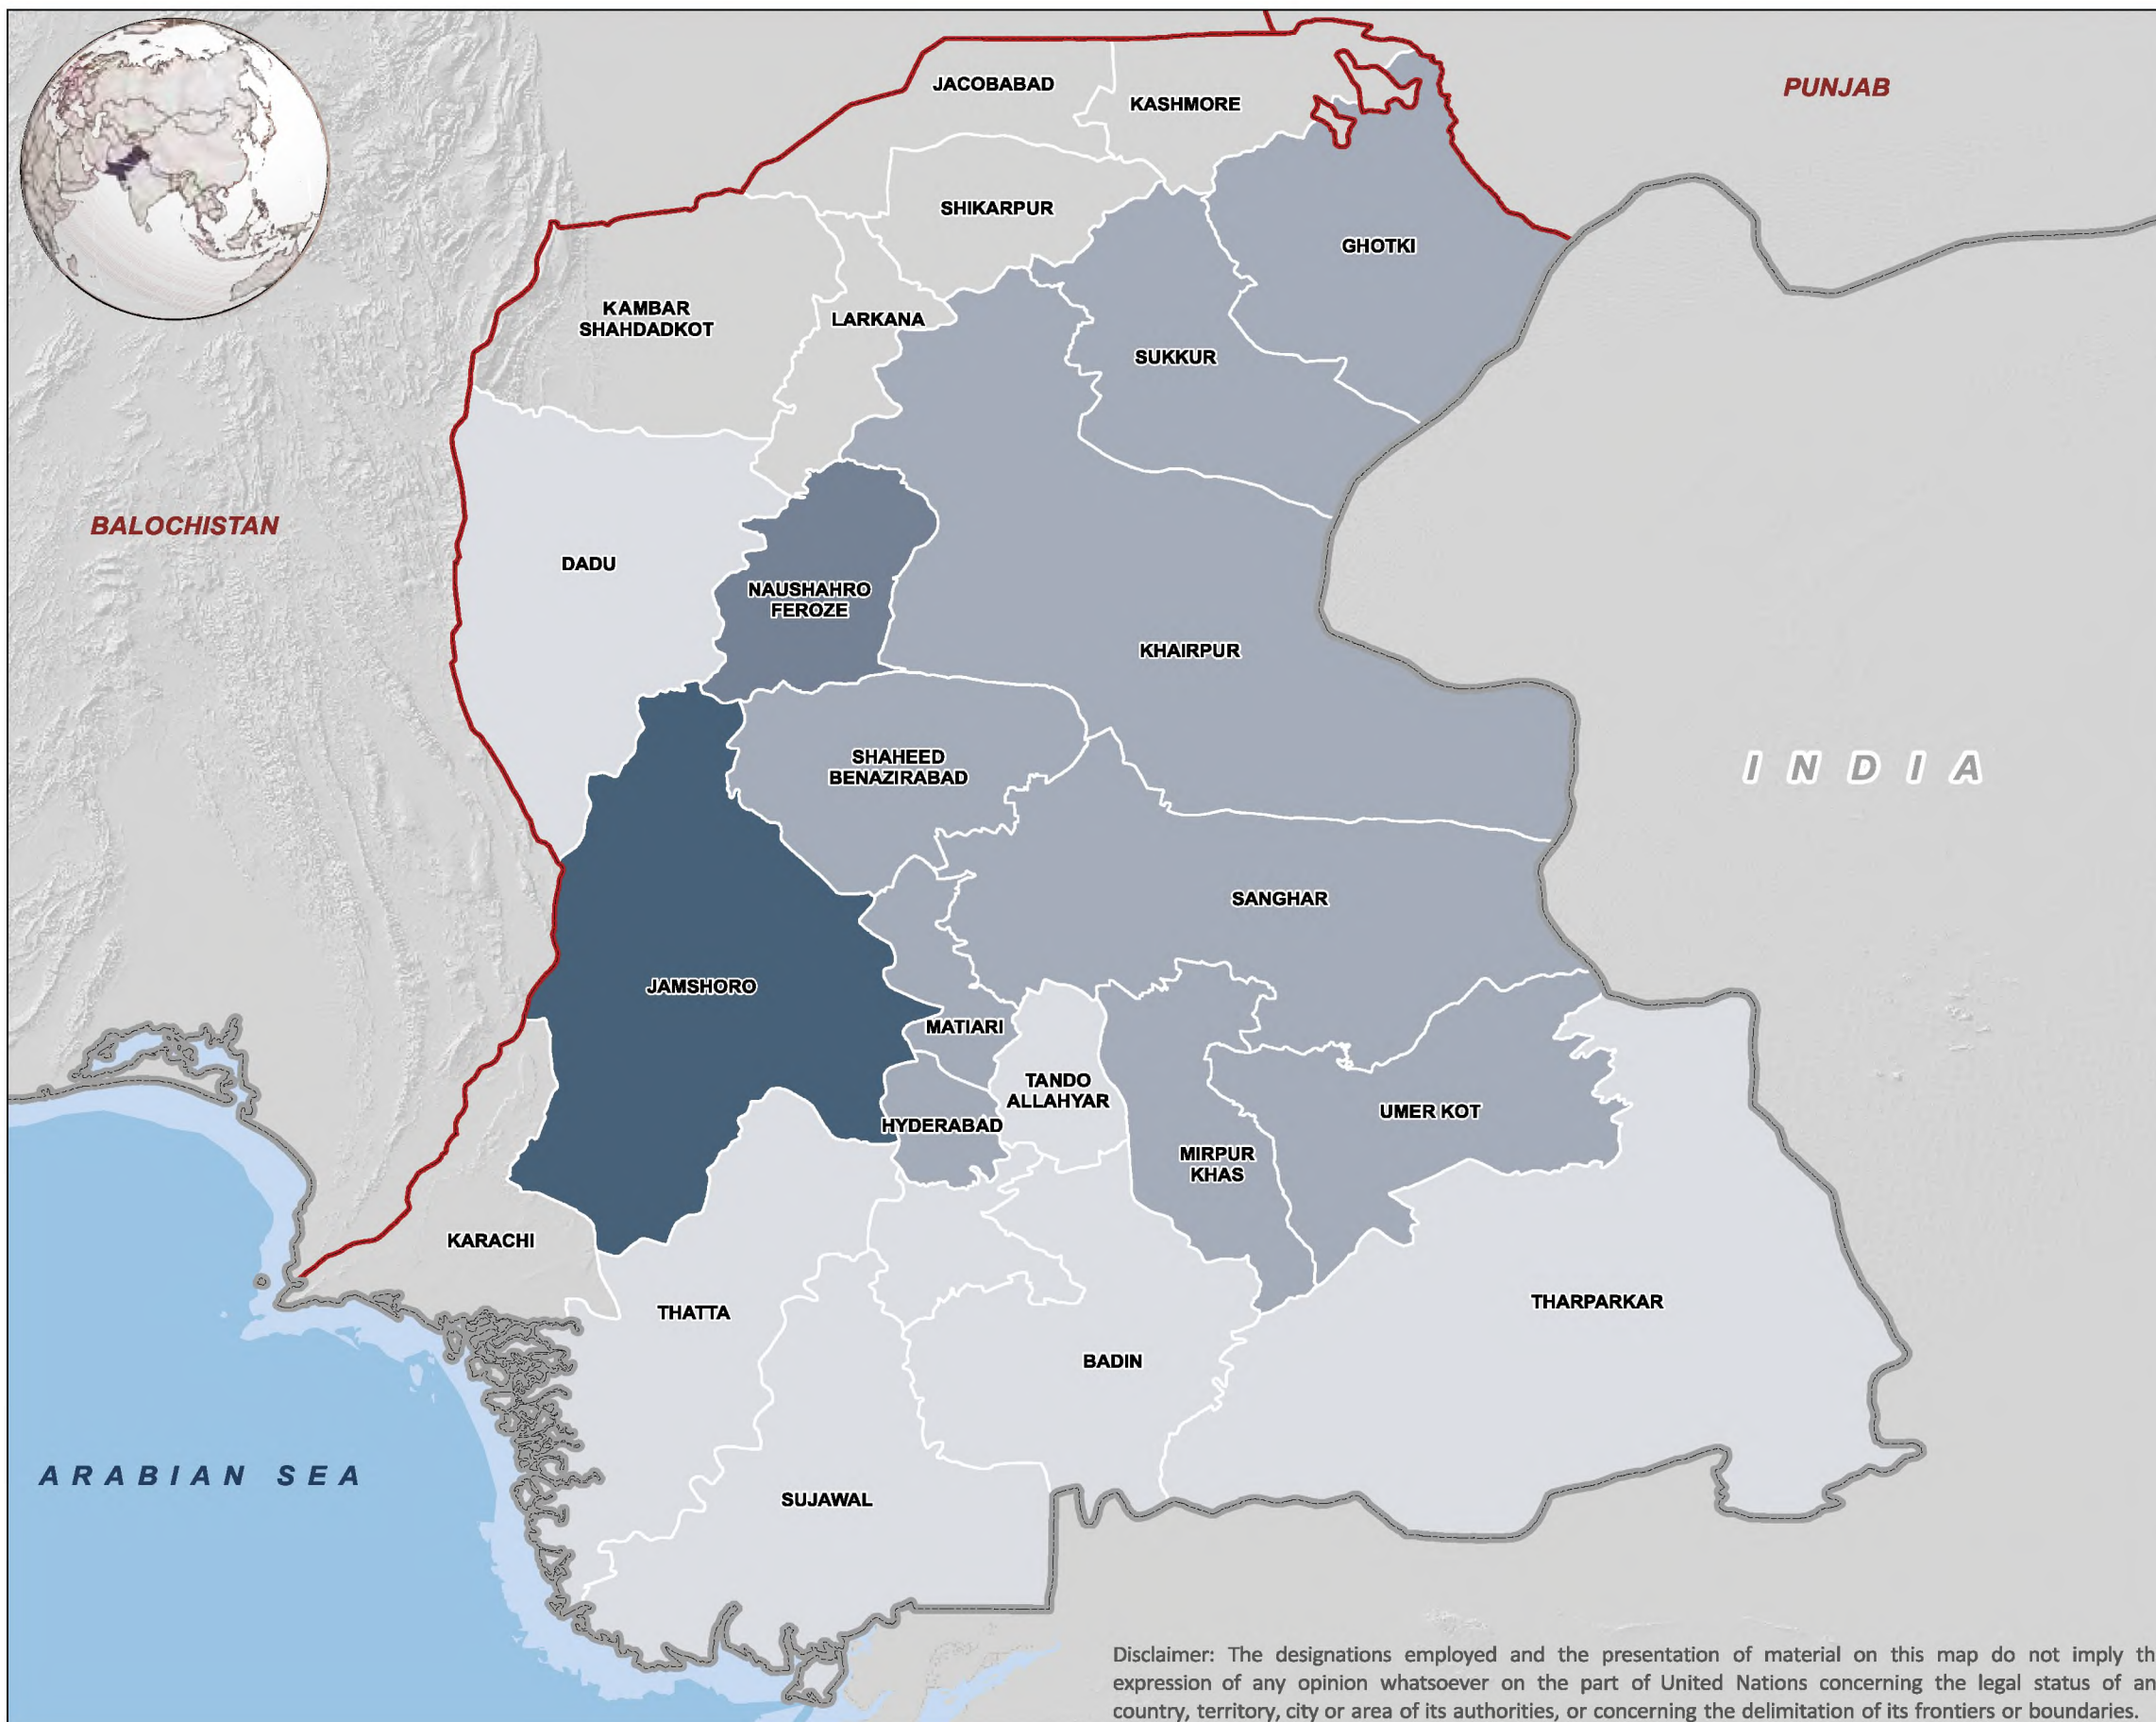 JACOBABAD
PUNJAB
KASHMORE
SHIKARPUR
GHOTKI
KAMBAR
SHAHDADKOT
LARKANA
SUKKUR
BALOCHISTAN
DADU
NAUSHAHRO
FEROZE
KHAIRPUR
SHAHEED
BENAZIRABAD
INDIA
SANGHAR
JAMSHORO
MATIARI
TANDO
ALLAHYAR
UMER KOT
HYDERABAD
MIRPUR
KHAS
KARACHI
THATTA
THARPARKAR
BADIN
ARABIAN SEA
SUJAWAL
Disclaimer: The designations employed and the presentation of material on this map do not imply th
expression of any opinion whatsoever on the part of United Nations concerning the legal status of an
country, territory, city or area of its authorities, or concerning the delimitation of its frontiers or boundaries.